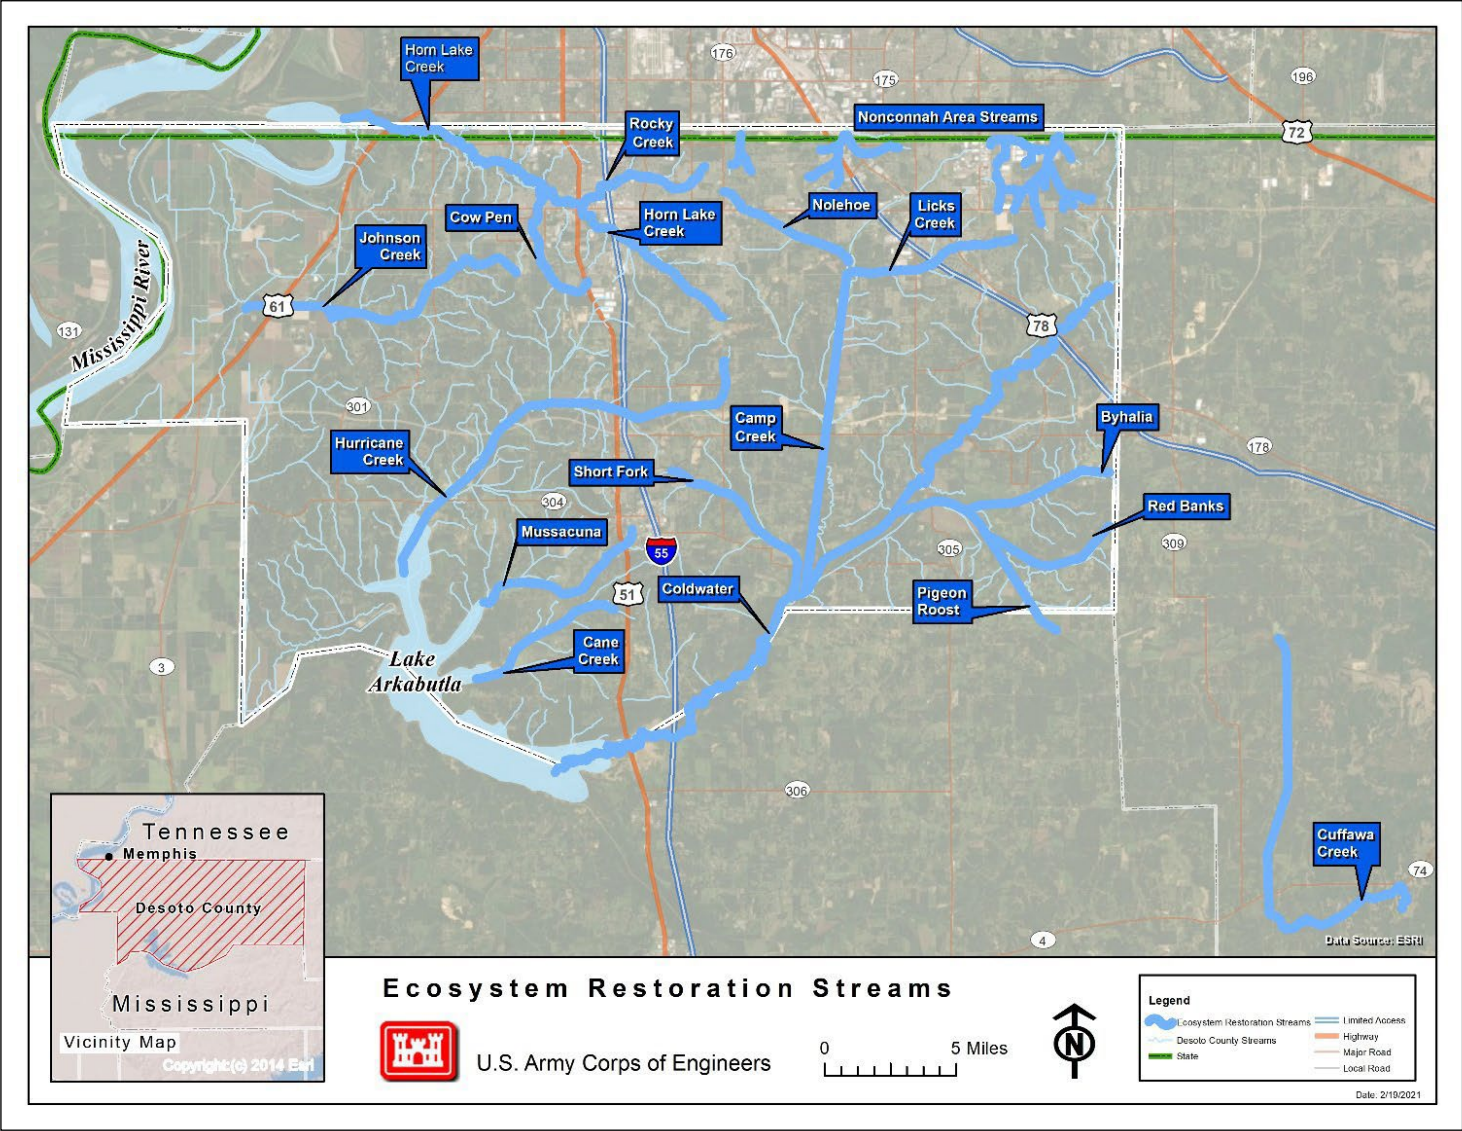 Horn Lake
Creek
176
175
196
Nonconnah Area Streams
Rocky
Creek
72
Nolehoe
Licks
Creek
Cow Pen
Horn Lake
Creek
Johnson
Creek
61
Mississippi River
131
78
301
Camp
Creek
Byhalia
Hurricane
Creek
178
Short Fork
304
Red Banks
Mussacuna
55
305
309
Coldwater
51
Pigeon
Roost
Cane
Creek
Lake
Arkabutla
3
306
Cuffawa
Creek
74
4
Data Source: ESRI
Tennessee
Memphis
Desoto County
Mississippi
Vicinity Map
Copyright:(c) 2014 Esri
Ecosystem Restoration Streams
U.S. Army Corps of Engineers
0 5 Miles
N
Legend
Ecosystem Restoration Streams
Desoto County Streams
State
Limited Access
Highway
Major Road
Local Road
Date: 2/19/2021